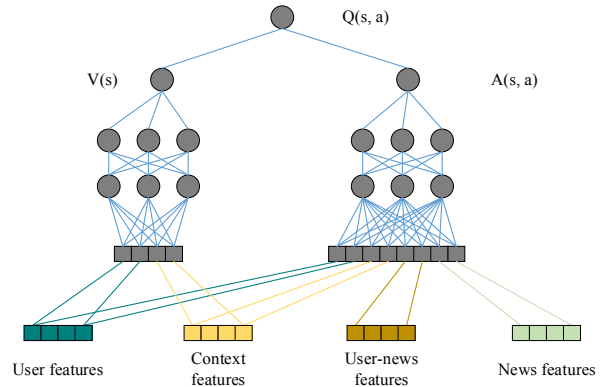 Q(s, a)
V(s)
A(s, a)
User features
Context
features
User-news
features
News features